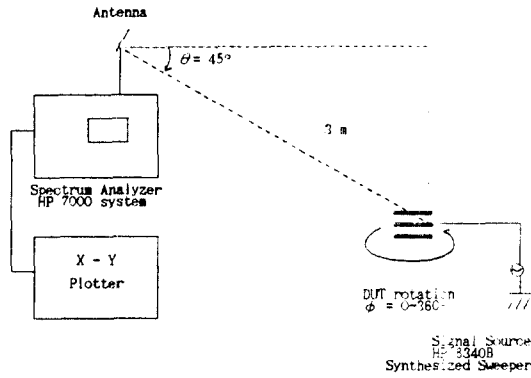 Antenna
θ = 45°
3 m
Spectrum Analyzer
HP 7000 system
X - Y
Plotter
DUT rotation
ϕ = 0~360°
Signal Source
HP 8340B
Synthesized Sweeper